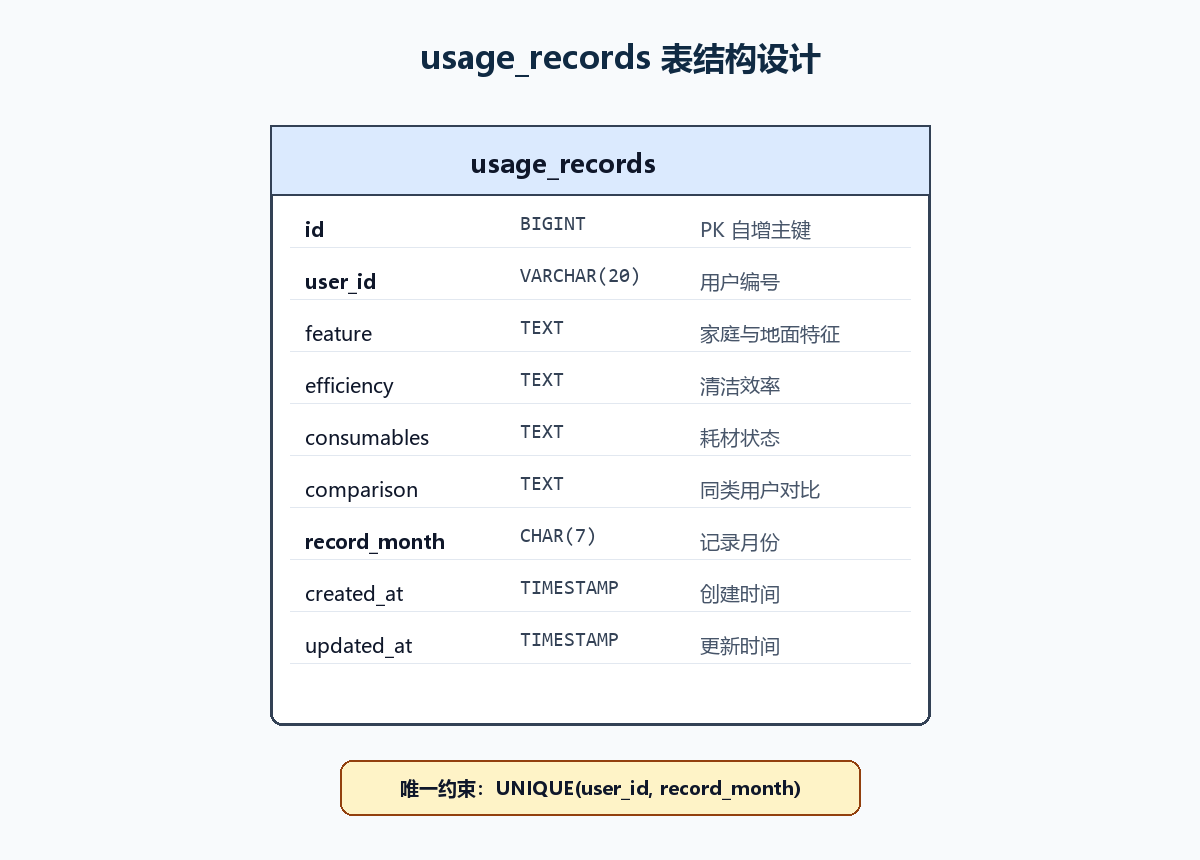 usage_records 表结构设计
usage_records
id BIGINT PK 自增主键
user_id VARCHAR(20) 用户编号
feature TEXT 家庭与地面特征
efficiency TEXT 清洁效率
consumables TEXT 耗材状态
comparison TEXT 同类用户对比
record_month CHAR(7) 记录月份
created_at TIMESTAMP 创建时间
updated_at TIMESTAMP 更新时间
唯一约束：UNIQUE(user_id, record_month)